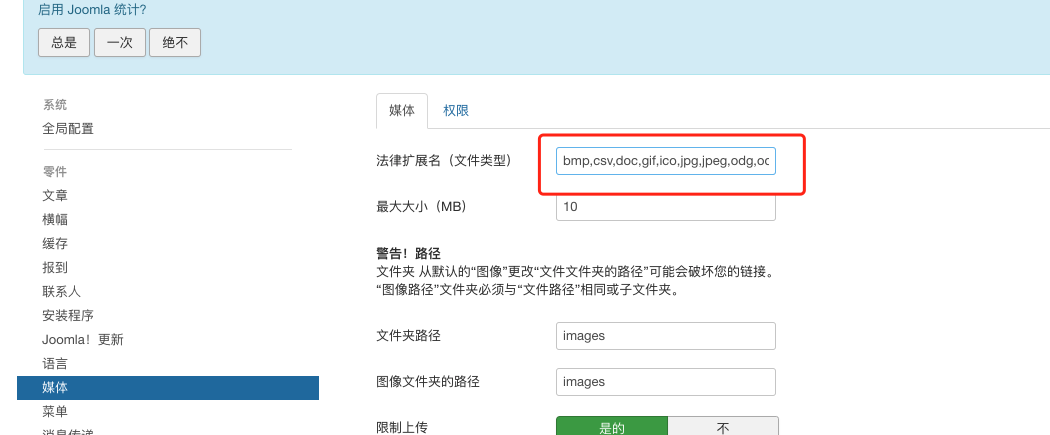 启用 Joomla 统计?
总是 一次 绝不
系统
全局配置
零件
文章
横幅
缓存
报到
联系人
安装程序
Joomla！更新
语言
媒体
菜单
消息传递
媒体 权限
法律扩展名（文件类型） bmp,csv,doc,gif,ico,jpg,jpeg,odg,
最大大小（MB） 10
警告！路径
文件夹 从默认的“图像”更改“文件文件夹的路径”可能会破坏您的链接。
“图像路径”文件夹必须与“文件路径”相同或子文件夹。
文件夹路径 images
图像文件夹的路径 images
限制上传 是的 不